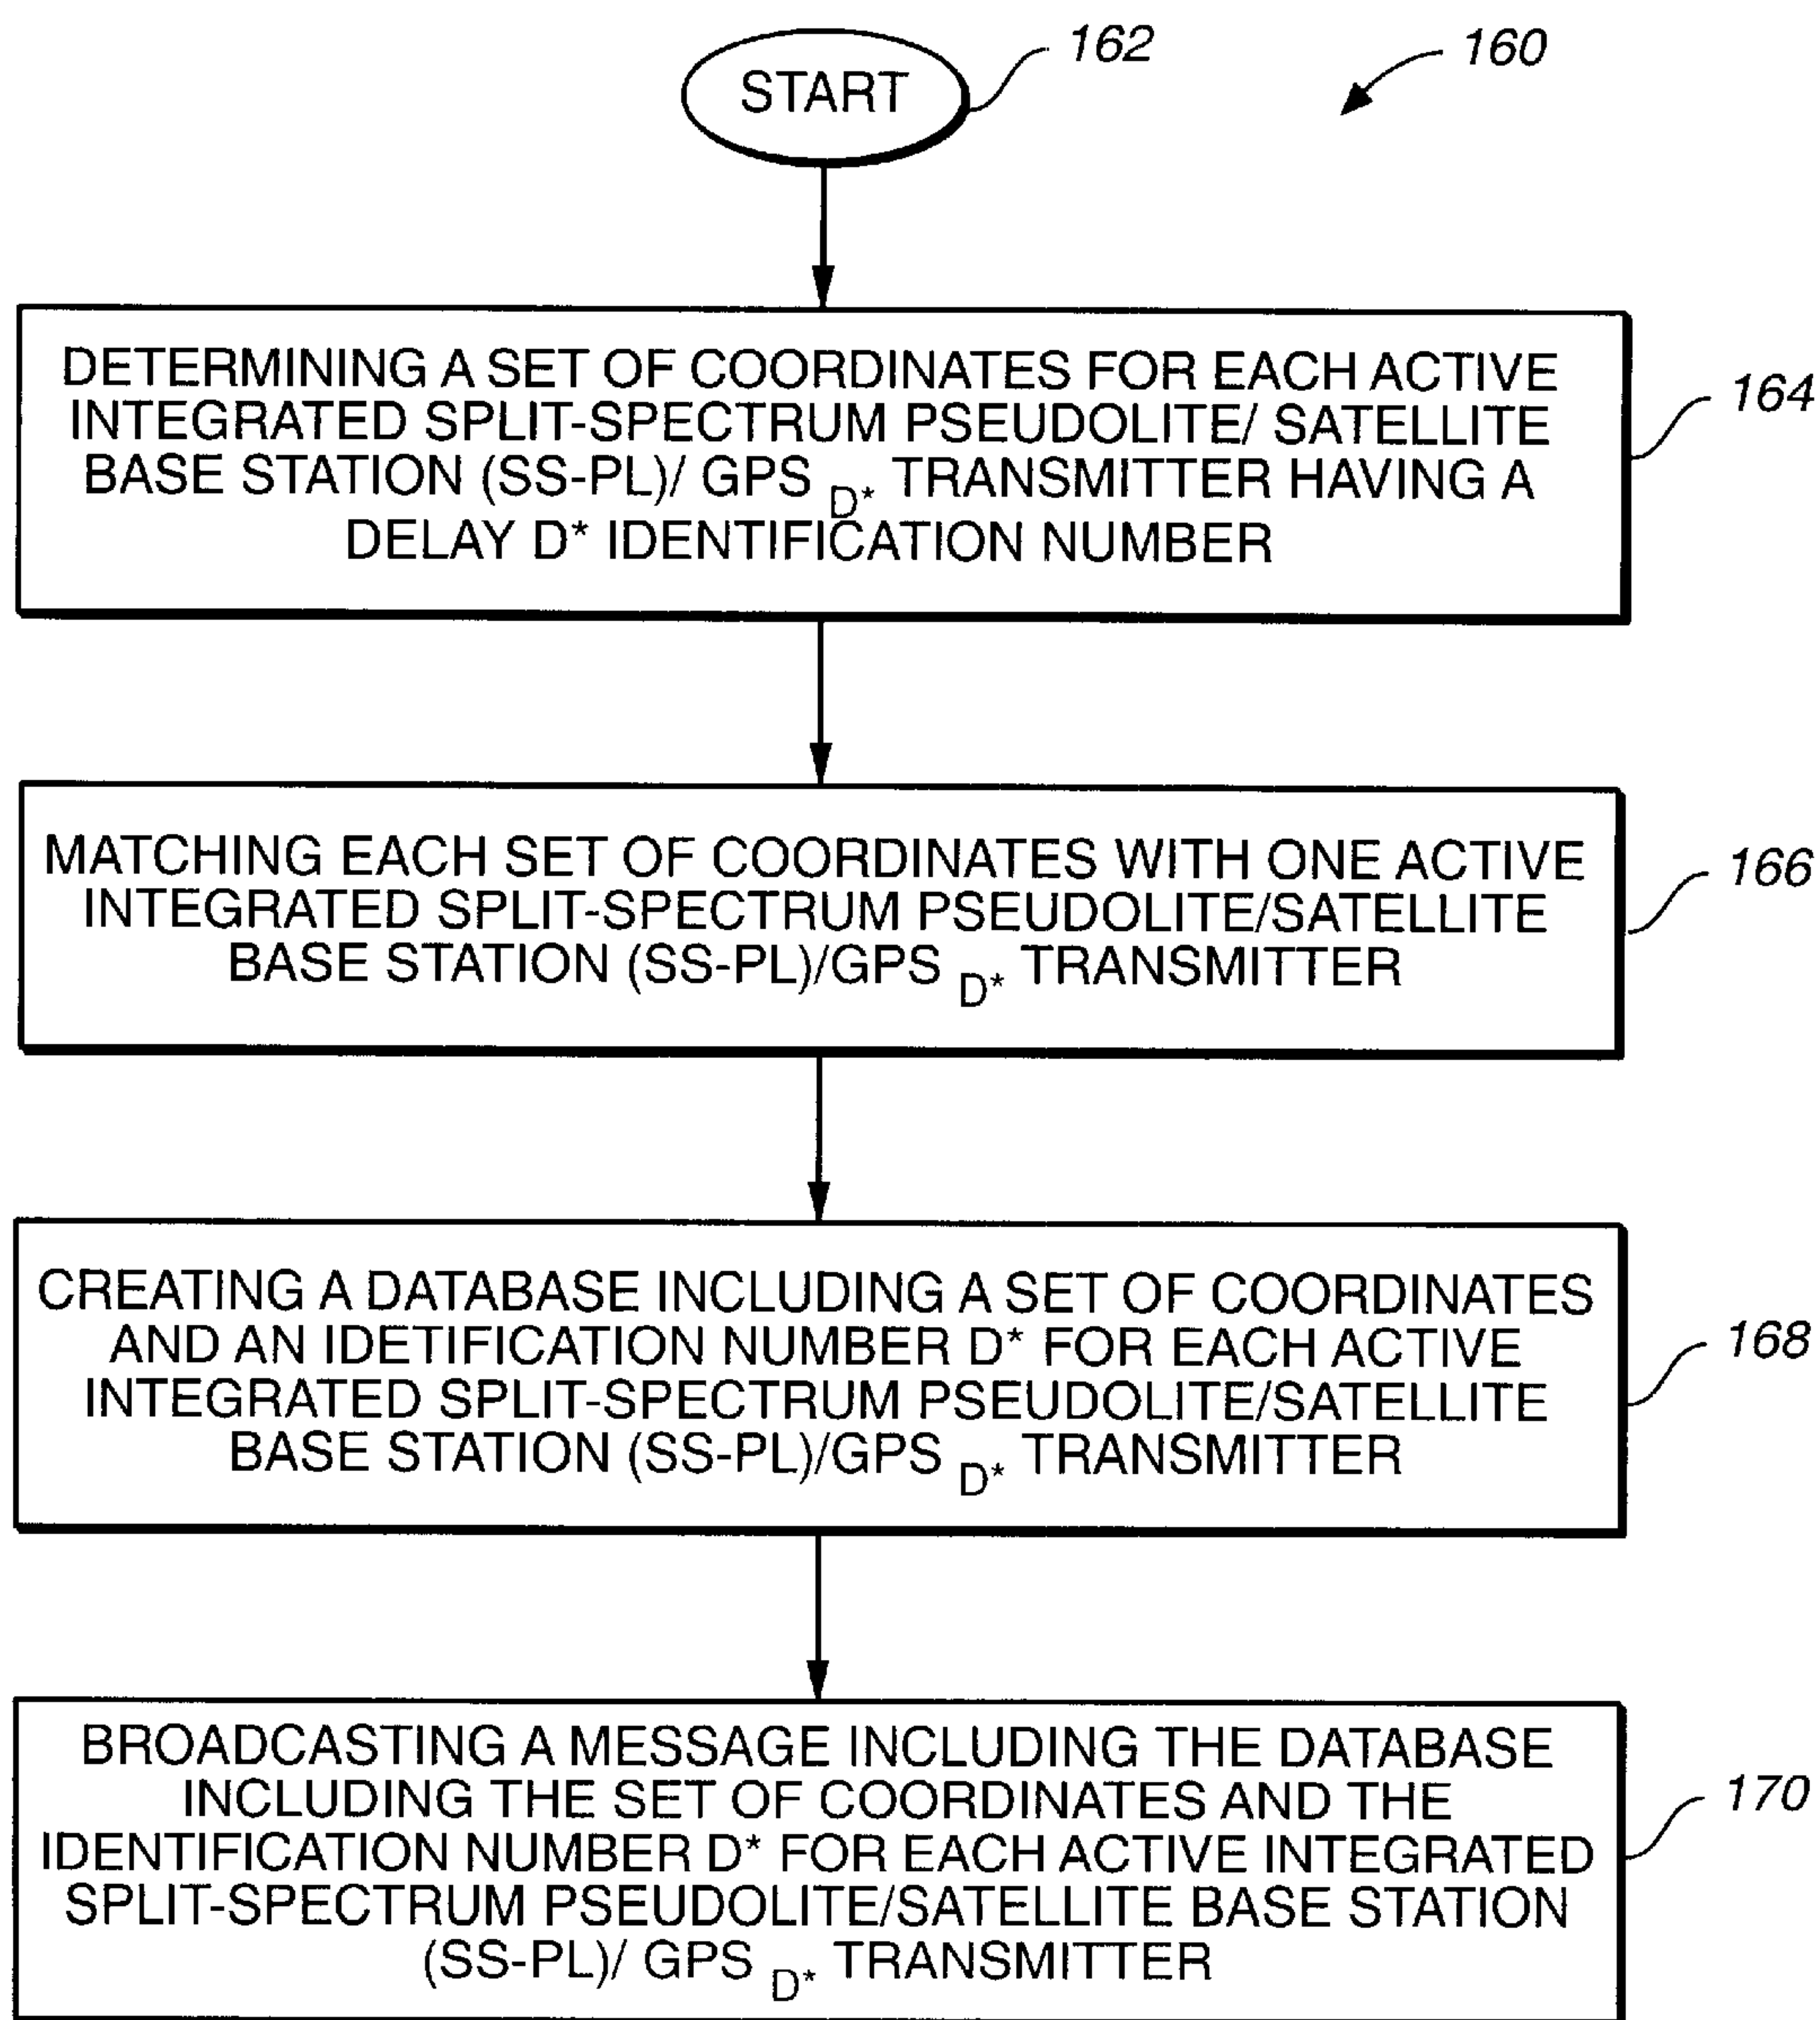 162
160
START
DETERMINING A SET OF COORDINATES FOR EACH ACTIVE
INTEGRATED SPLIT-SPECTRUM PSEUDOLITE/ SATELLITE
BASE STATION (SS-PL)/ GPS D* TRANSMITTER HAVING A
DELAY D* IDENTIFICATION NUMBER
164
MATCHING EACH SET OF COORDINATES WITH ONE ACTIVE
INTEGRATED SPLIT-SPECTRUM PSEUDOLITE/SATELLITE
BASE STATION (SS-PL)/GPS D* TRANSMITTER
166
CREATING A DATABASE INCLUDING A SET OF COORDINATES
AND AN IDETIFICATION NUMBER D* FOR EACH ACTIVE
INTEGRATED SPLIT-SPECTRUM PSEUDOLITE/SATELLITE
BASE STATION (SS-PL)/GPS D* TRANSMITTER
168
BROADCASTING A MESSAGE INCLUDING THE DATABASE
INCLUDING THE SET OF COORDINATES AND THE
IDENTIFICATION NUMBER D* FOR EACH ACTIVE INTEGRATED
SPLIT-SPECTRUM PSEUDOLITE/SATELLITE BASE STATION
(SS-PL)/ GPS D* TRANSMITTER
170